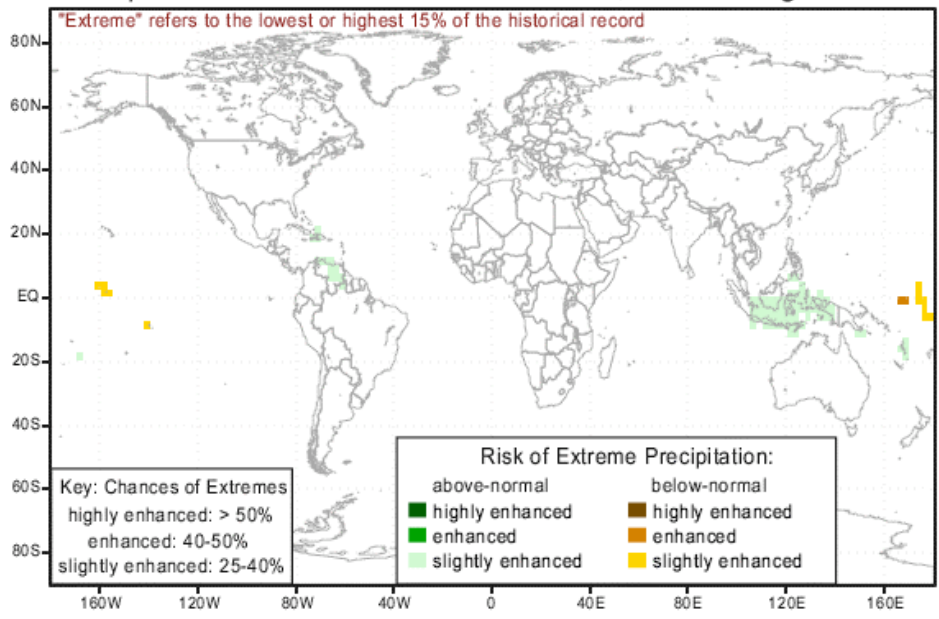 "Extreme" refers to the lowest or highest 15% of the historical record
80N
60N
40N
20N
EQ
20S
40S
60S
80S
Key: Chances of Extremes
highly enhanced: > 50%
enhanced: 40-50%
slightly enhanced: 25-40%
Risk of Extreme Precipitation:
above-normal below-normal
highly enhanced highly enhanced
enhanced enhanced
slightly enhanced slightly enhanced
160W 120W 80W 40W 0 40E 80E 120E 160E